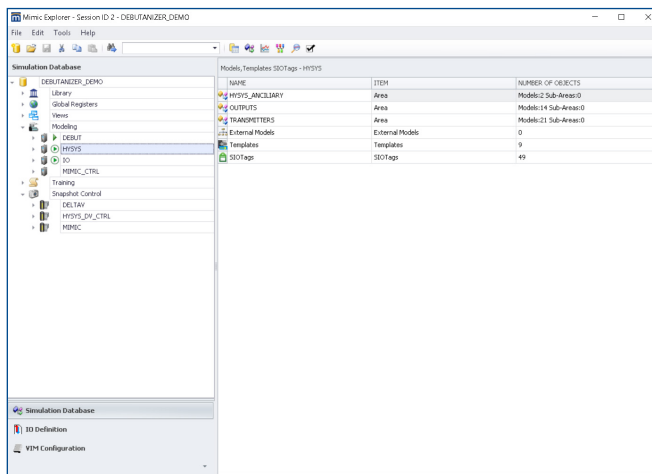 Mimic Explorer - Session ID 2 - DEBUTANIZER_DEMO
File Edit Tools Help
Simulation Database
DEBUTANIZER_DEMO
Library
Global Registers
Views
Modeling
DEBUT
HYSYS
IO
MIMIC_CTRL
Training
Snapshot Control
DELTAV
HYSYS_DV_CTRL
MIMIC
Simulation Database
IO Definition
VIM Configuration
Models,Templates SIOTags - HYSYS
NAME ITEM NUMBER OF OBJECTS
HYSYS_ANCILIARY Area Models:2 Sub-Areas:0
OUTPUTS Area Models:14 Sub-Areas:0
TRANSMITTERS Area Models:21 Sub-Areas:0
External Models External Models 0
Templates Templates 9
SIOTags SIOTags 49